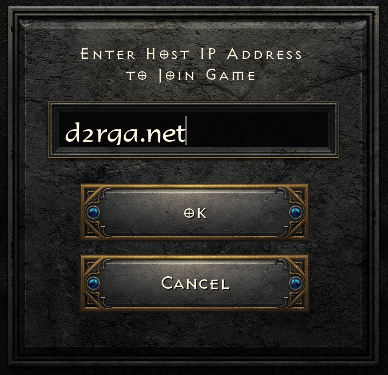 Enter Host IP Address
to Join Game
d2rga.net
OK
Cancel